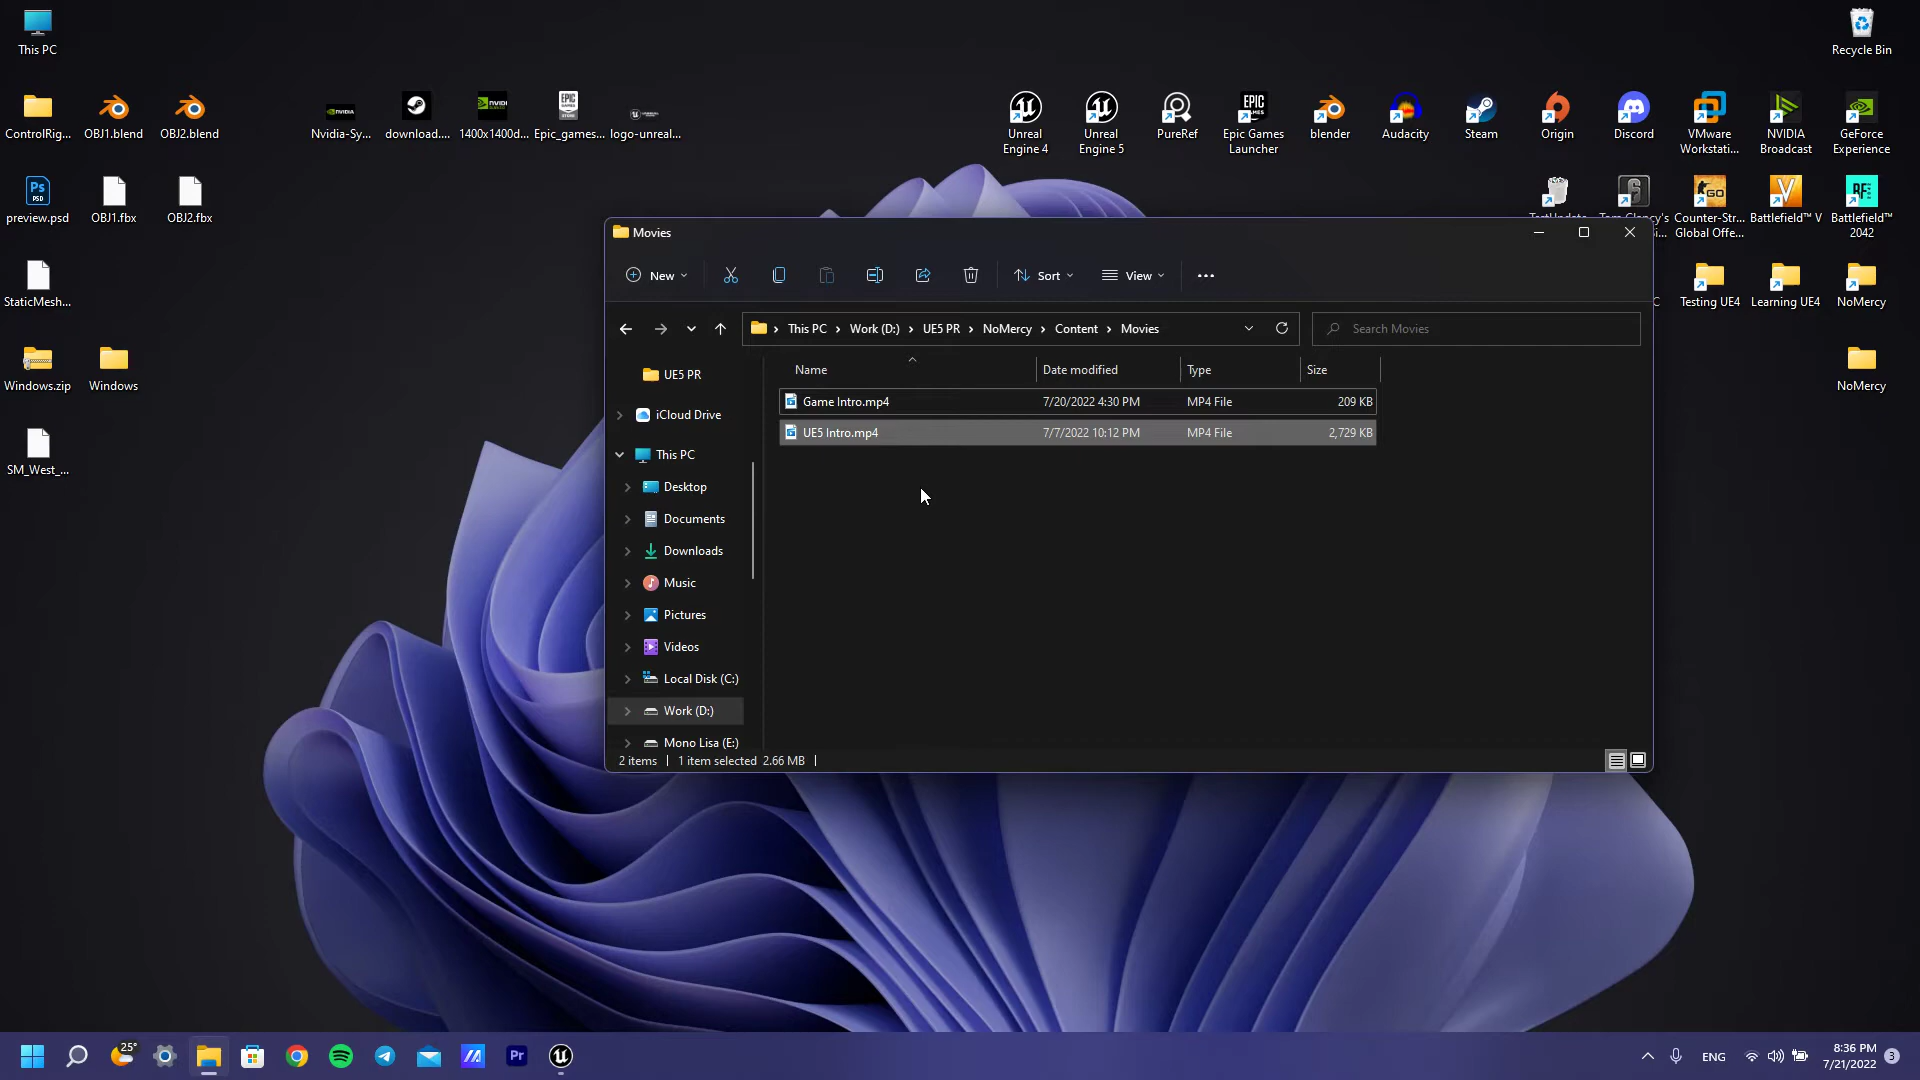 This PC
Recycle Bin
ControlRig...
OBJ1.blend
OBJ2.blend
Nvidia-Sy...
download....
1400x1400d...
Epic_games...
logo-unreal...
Unreal
Engine 4
Unreal
Engine 5
PureRef
Epic Games
Launcher
blender
Audacity
Steam
Origin
Discord
VMware
Workstati...
NVIDIA
Broadcast
GeForce
Experience
preview.psd
OBJ1.fbx
OBJ2.fbx
Counter-Str...
Global Offe...
Battlefield™ V
Battlefield™
2042
StaticMesh...
Testing UE4
Learning UE4
NoMercy
Windows.zip
Windows
NoMercy
SM_West_...
Movies
New
Sort
View
This PC > Work (D:) > UE5 PR > NoMercy > Content > Movies
Search Movies
UE5 PR
iCloud Drive
This PC
Desktop
Documents
Downloads
Music
Pictures
Videos
Local Disk (C:)
Work (D:)
Mono Lisa (E:)
Name Date modified Type Size
Game Intro.mp4 7/20/2022 4:30 PM MP4 File 209 KB
UE5 Intro.mp4 7/7/2022 10:12 PM MP4 File 2,729 KB
2 items 1 item selected 2.66 MB
25°
Pr
ENG
8:36 PM
7/21/2022
3